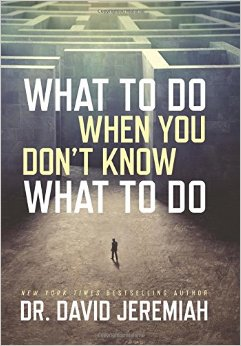 WHAT TO DO
WHEN YOU
DON'T KNOW
WHAT TO DO
NEW YORK TIMES BESTSELLING AUTHOR
DR. DAVID JEREMIAH